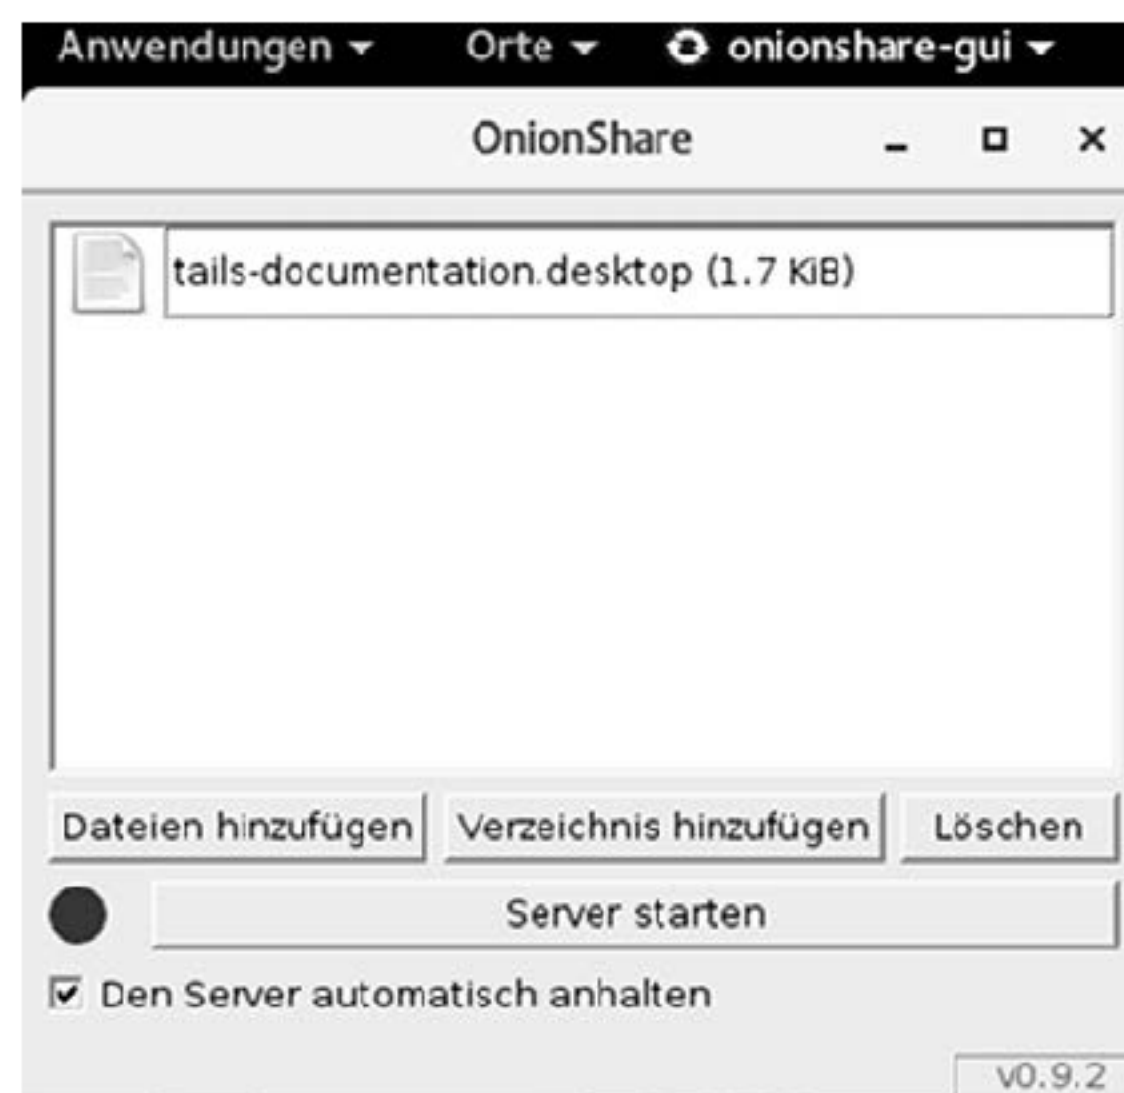 Anwendungen Orte onionshare-gui
OnionShare
tails-documentation.desktop (1.7 KiB)
Dateien hinzufügen Verzeichnis hinzufügen Löschen
Server starten
Den Server automatisch anhalten
v0.9.2